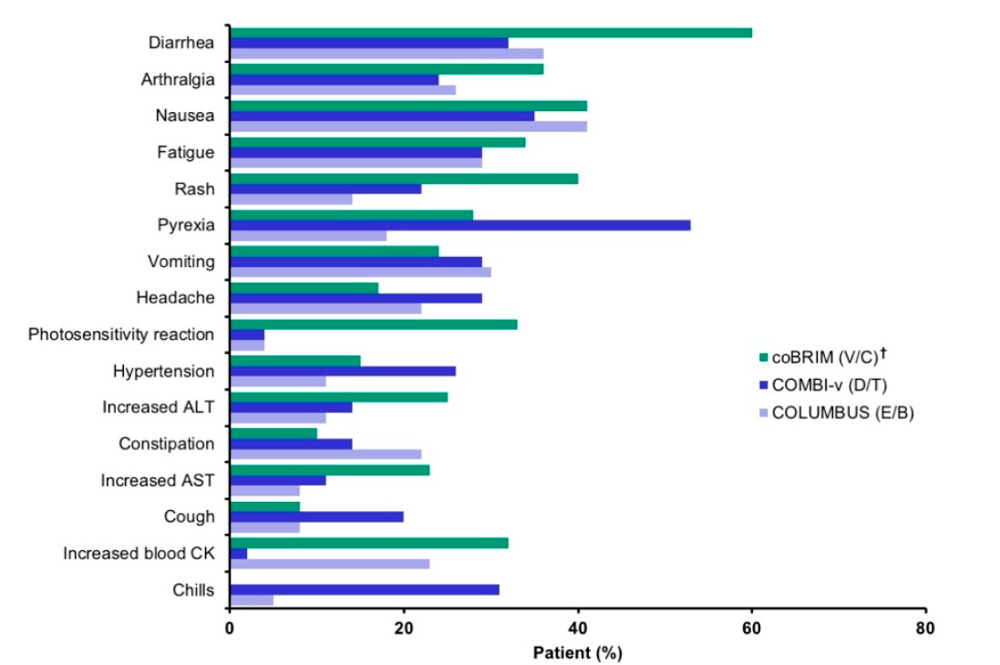 Diarrhea
Arthralgia
Nausea
Fatigue
Rash
Pyrexia
Vomiting
Headache
Photosensitivity reaction
Hypertension
Increased ALT
Constipation
Increased AST
Cough
Increased blood CK
Chills
coBRIM (V/C)†
COMBI-v (D/T)
COLUMBUS (E/B)
0 20 40 60 80
Patient (%)